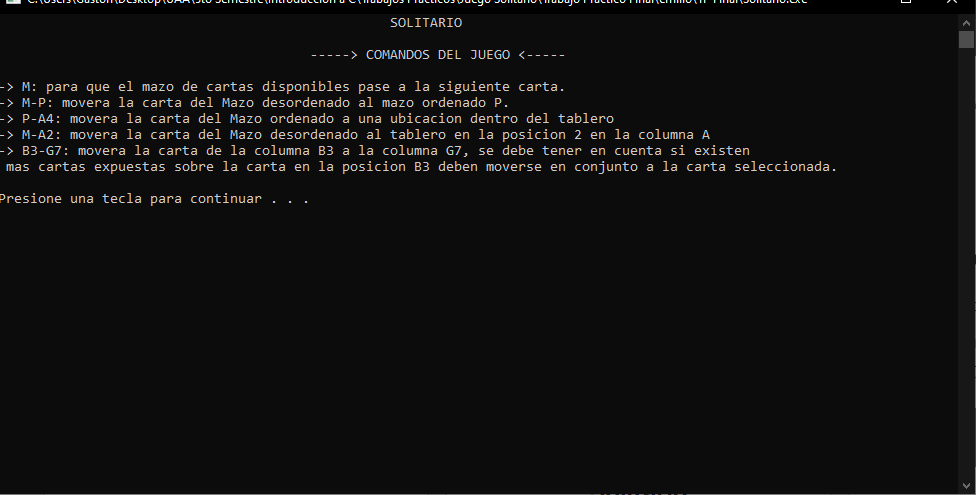 C:\Users\Gaston\Desktop\UAA\5to Semestre\Introduccion a C\Trabajos Practicos\Juego Solitario\Trabajo Practico Final\emilio\TP Final\Solitario.exe
SOLITARIO
-----> COMANDOS DEL JUEGO <-----
-> M: para que el mazo de cartas disponibles pase a la siguiente carta.
-> M-P: movera la carta del Mazo desordenado al mazo ordenado P.
-> P-A4: movera la carta del Mazo ordenado a una ubicacion dentro del tablero
-> M-A2: movera la carta del Mazo desordenado al tablero en la posicion 2 en la columna A
-> B3-G7: movera la carta de la columna B3 a la columna G7, se debe tener en cuenta si existen
mas cartas expuestas sobre la carta en la posicion B3 deben moverse en conjunto a la carta seleccionada.
Presione una tecla para continuar . . .